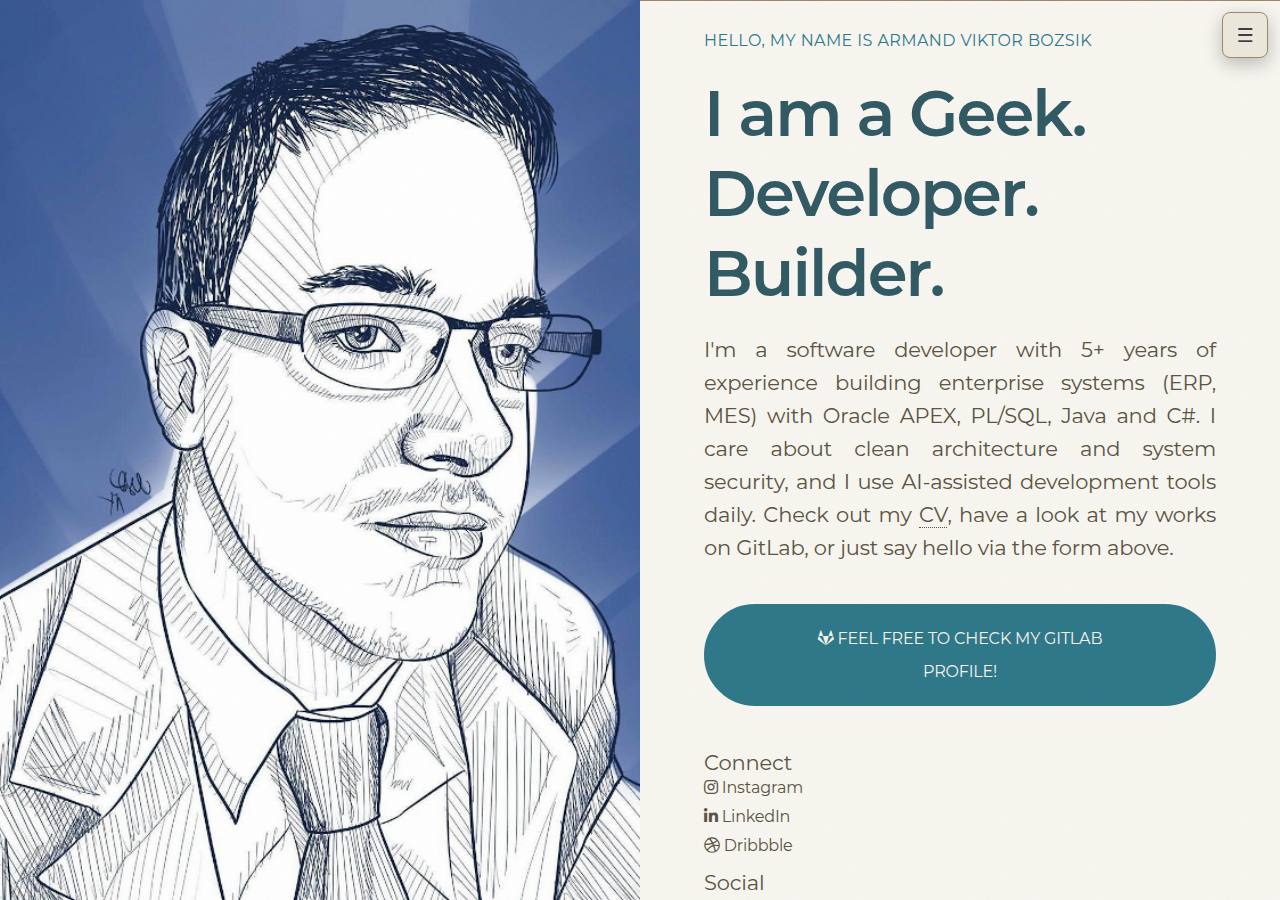 HELLO, MY NAME IS ARMAND VIKTOR BOZSIK
I am a Geek.
Developer.
Builder.
I'm a software developer with 5+ years of
experience building enterprise systems (ERP,
MES) with Oracle APEX, PL/SQL, Java and C#. I
care about clean architecture and system
security, and I use AI-assisted development tools
daily. Check out my CV, have a look at my works
on GitLab, or just say hello via the form above.
FEEL FREE TO CHECK MY GITLAB
PROFILE!
Connect
Instagram
LinkedIn
Dribbble
Social